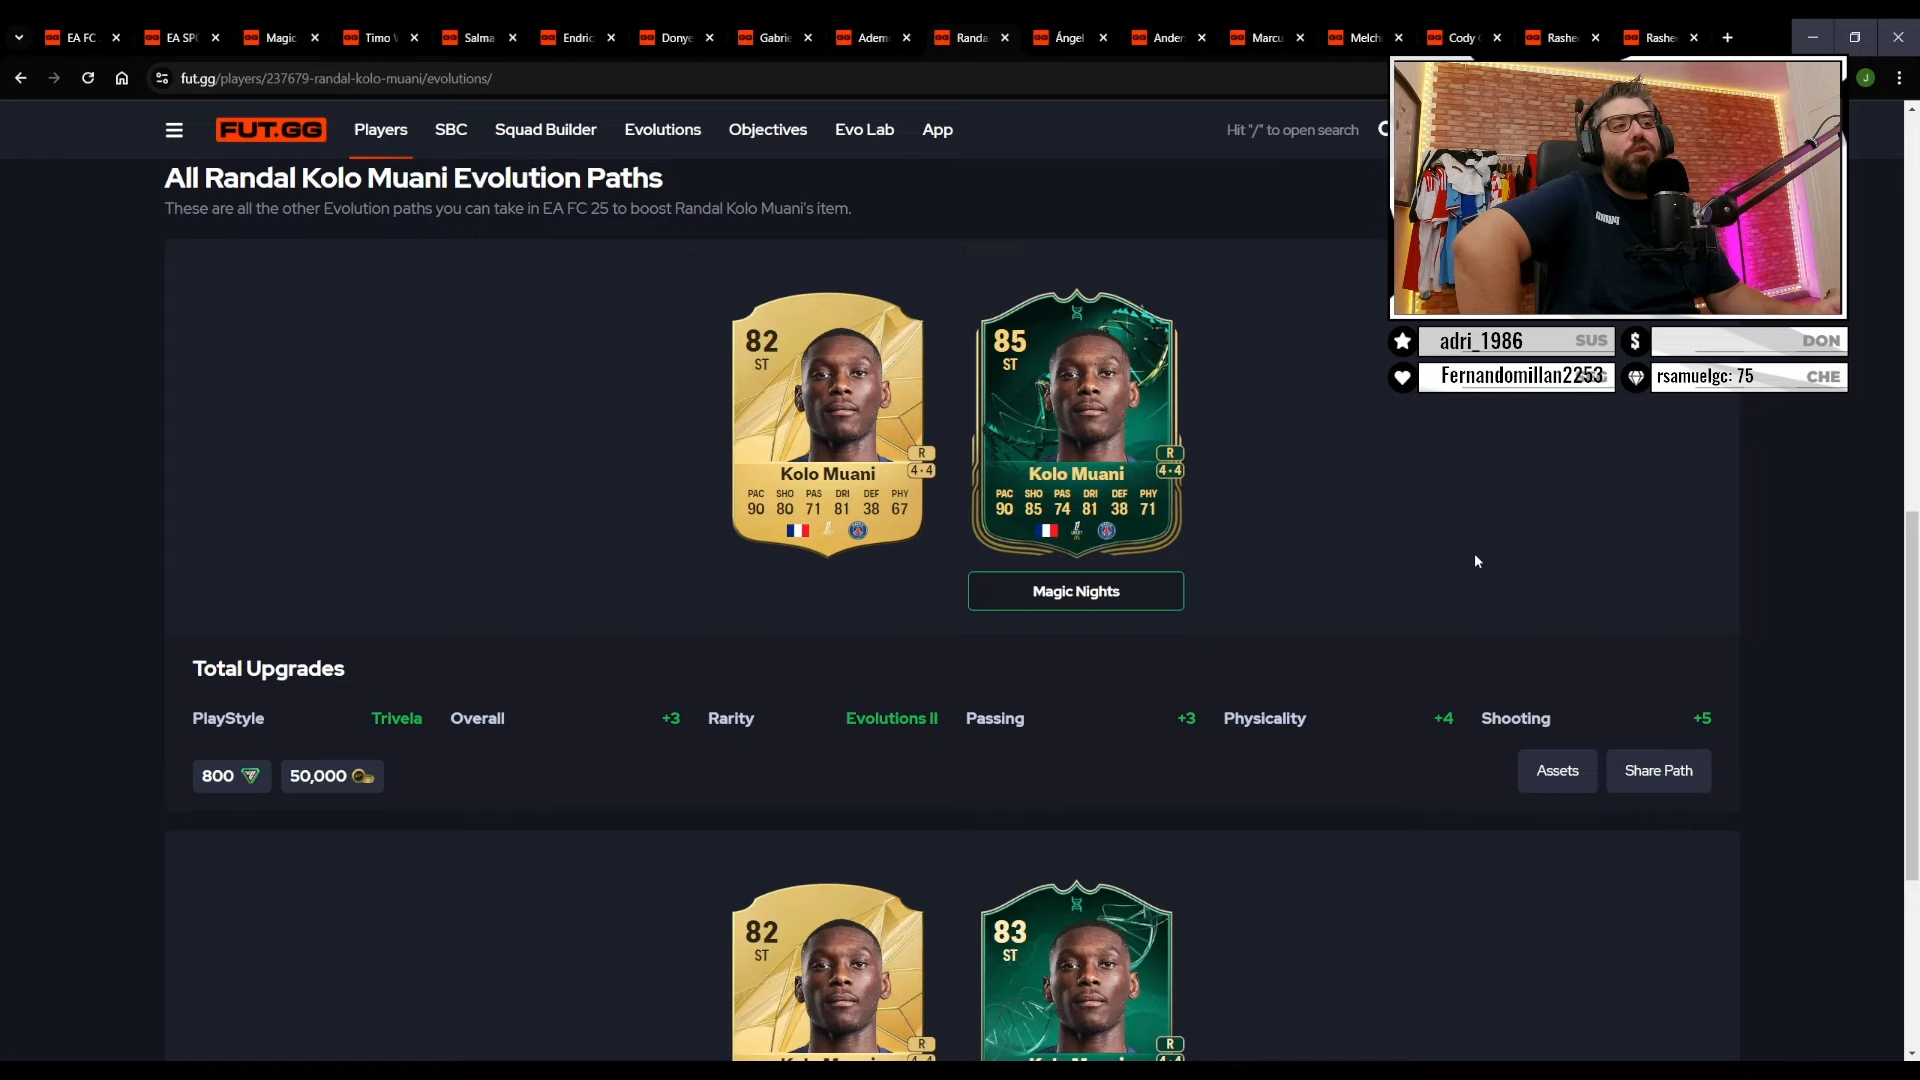 EA FC
EA SP
Magic
Timo
Salma
Endric
Donye
Gabrie
Adem
Randa
Ángel
Ander
Marcu
Melch
Cody
Rashe
Rashe
fut.gg/players/237679-randal-kolo-muani/evolutions/
J
FUT.GG
Players
SBC
Squad Builder
Evolutions
Objectives
Evo Lab
App
Hit "/" to open search
All Randal Kolo Muani Evolution Paths
These are all the other Evolution paths you can take in EA FC 25 to boost Randal Kolo Muani's item.
adri_1986 SUS
$ DON
Fernandomillan2253
rsamuelgc: 75 CHE
82
ST
R
4★4
Kolo Muani
PAC SHO PAS DRI DEF PHY
90 80 71 81 38 67
85
ST
R
4★4
Kolo Muani
PAC SHO PAS DRI DEF PHY
90 85 74 81 38 71
Magic Nights
Total Upgrades
PlayStyle Trivela
Overall +3
Rarity Evolutions II
Passing +3
Physicality +4
Shooting +5
800
50,000
Assets
Share Path
82
ST
R
83
ST
R